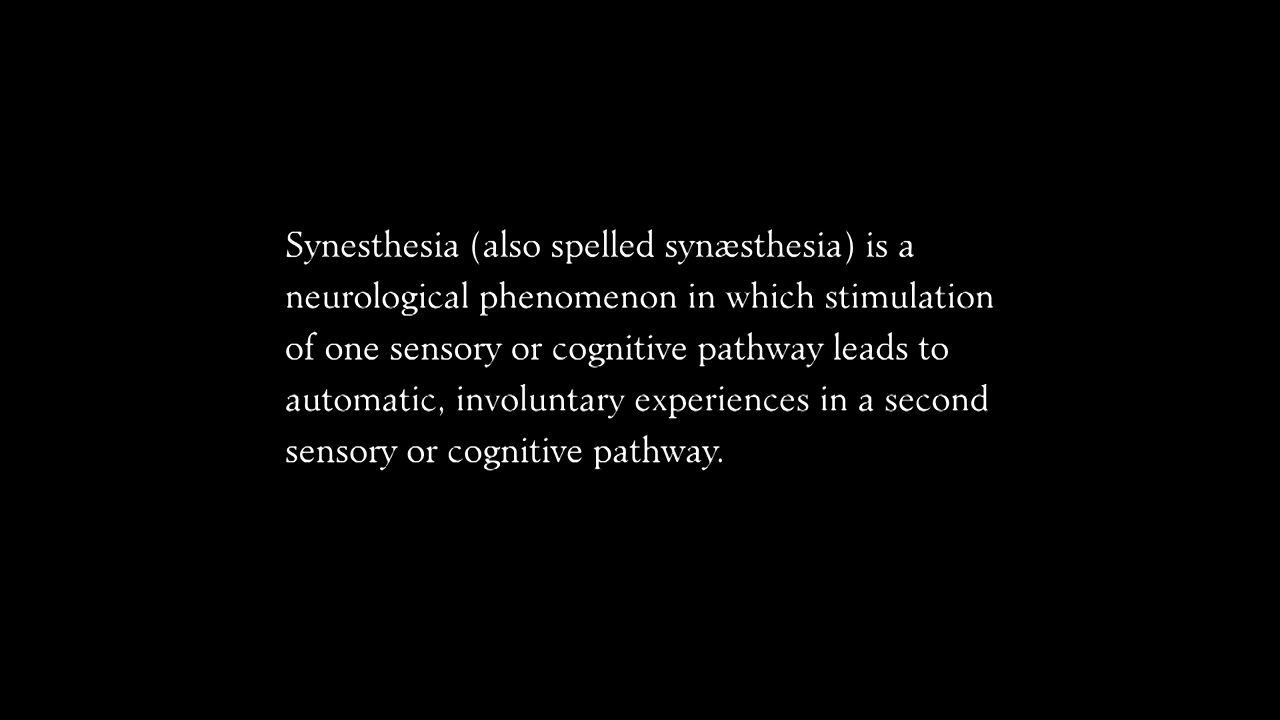 Synesthesia (also spelled synæsthesia) is a
neurological phenomenon in which stimulation
of one sensory or cognitive pathway leads to
automatic, involuntary experiences in a second
sensory or cognitive pathway.